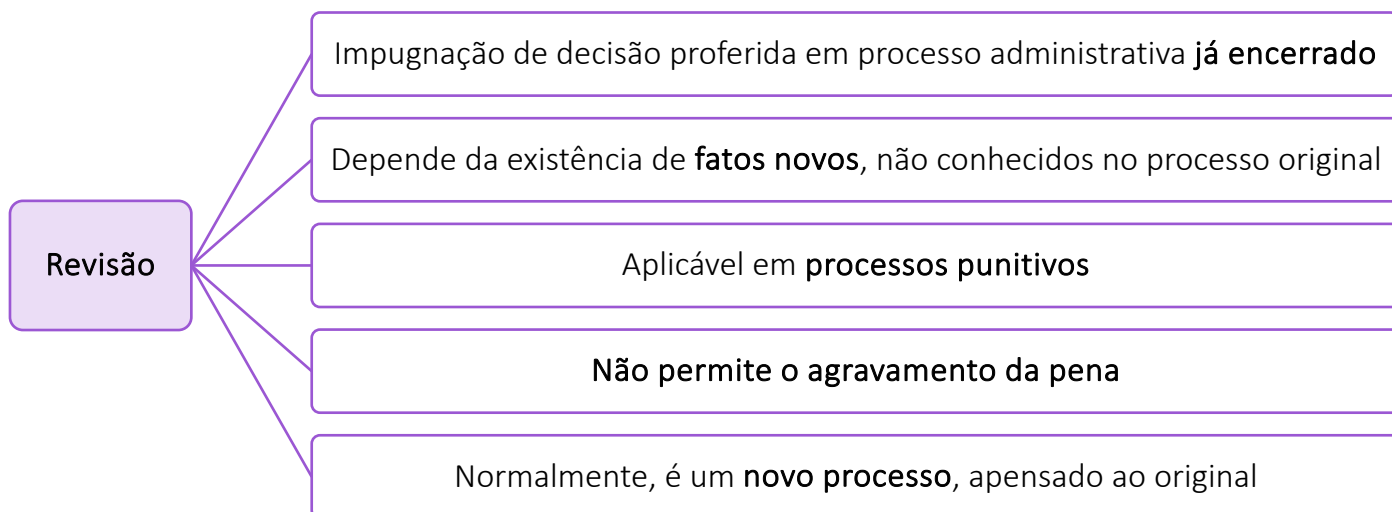 Impugnação de decisão proferida em processo administrativa já encerrado
Depende da existência de fatos novos, não conhecidos no processo original
Revisão
Aplicável em processos punitivos
Não permite o agravamento da pena
Normalmente, é um novo processo, apensado ao original